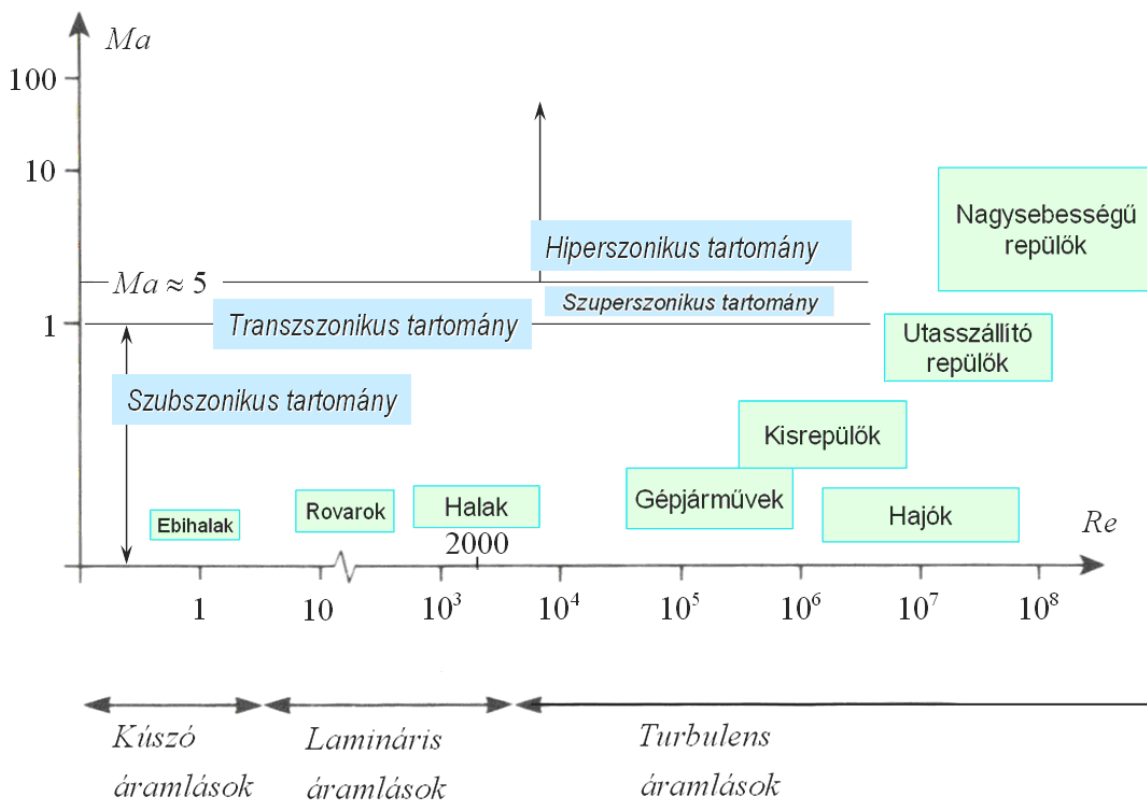 Ma
100
10
Nagysebességű
repülők
Hiperszonikus tartomány
Ma ≈ 5
Szuperszonikus tartomány
1
Transzszonikus tartomány
Utasszállító
repülők
Szubszonikus tartomány
Kisrepülők
Ebihalak
Rovarok
Halak
Gépjárművek
Hajók
Re
2000
1 10 10³ 10⁴ 10⁵ 10⁶ 10⁷ 10⁸
Kúszó
áramlások
Lamináris
áramlások
Turbulens
áramlások